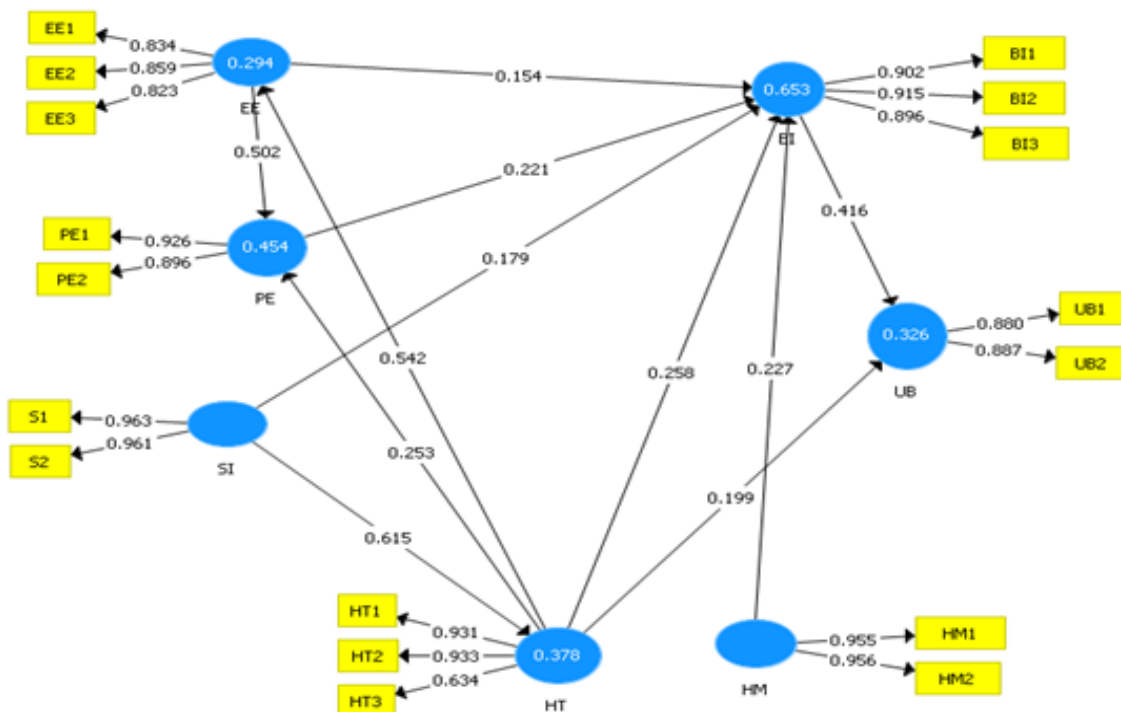 EE1
0.834
EE2
0.859
EE3
0.823
0.294
EE
0.154
0.653
BI
0.902
BI1
0.915
BI2
0.896
BI3
0.502
0.221
0.416
PE1
0.926
PE2
0.896
0.454
PE
0.179
0.326
UB
0.880
UB1
0.887
UB2
0.542
0.258
0.227
S1
0.963
S2
0.961
SI
0.253
0.199
0.615
HT1
0.931
HT2
0.933
HT3
0.634
0.378
HT
HM
0.955
HM1
0.956
HM2